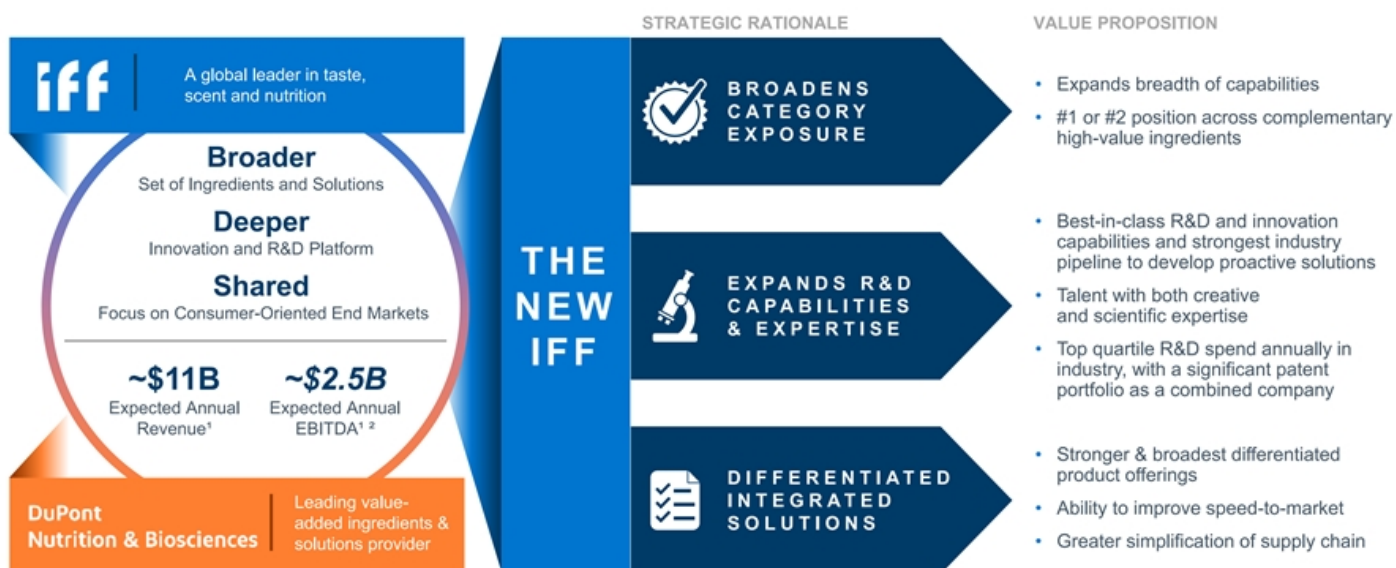 STRATEGIC RATIONALE
VALUE PROPOSITION
iff
A global leader in taste,
scent and nutrition
Broader
Set of Ingredients and Solutions
Deeper
Innovation and R&D Platform
Shared
Focus on Consumer-Oriented End Markets
~$11B
Expected Annual
Revenue¹
~$2.5B
Expected Annual
EBITDA¹ ²
DuPont
Nutrition & Biosciences
Leading value-
added ingredients &
solutions provider
THE
NEW
IFF
BROADENS
CATEGORY
EXPOSURE
• Expands breadth of capabilities
• #1 or #2 position across complementary
high-value ingredients
EXPANDS R&D
CAPABILITIES
& EXPERTISE
• Best-in-class R&D and innovation
capabilities and strongest industry
pipeline to develop proactive solutions
• Talent with both creative
and scientific expertise
• Top quartile R&D spend annually in
industry, with a significant patent
portfolio as a combined company
DIFFERENTIATED
INTEGRATED
SOLUTIONS
• Stronger & broadest differentiated
product offerings
• Ability to improve speed-to-market
• Greater simplification of supply chain